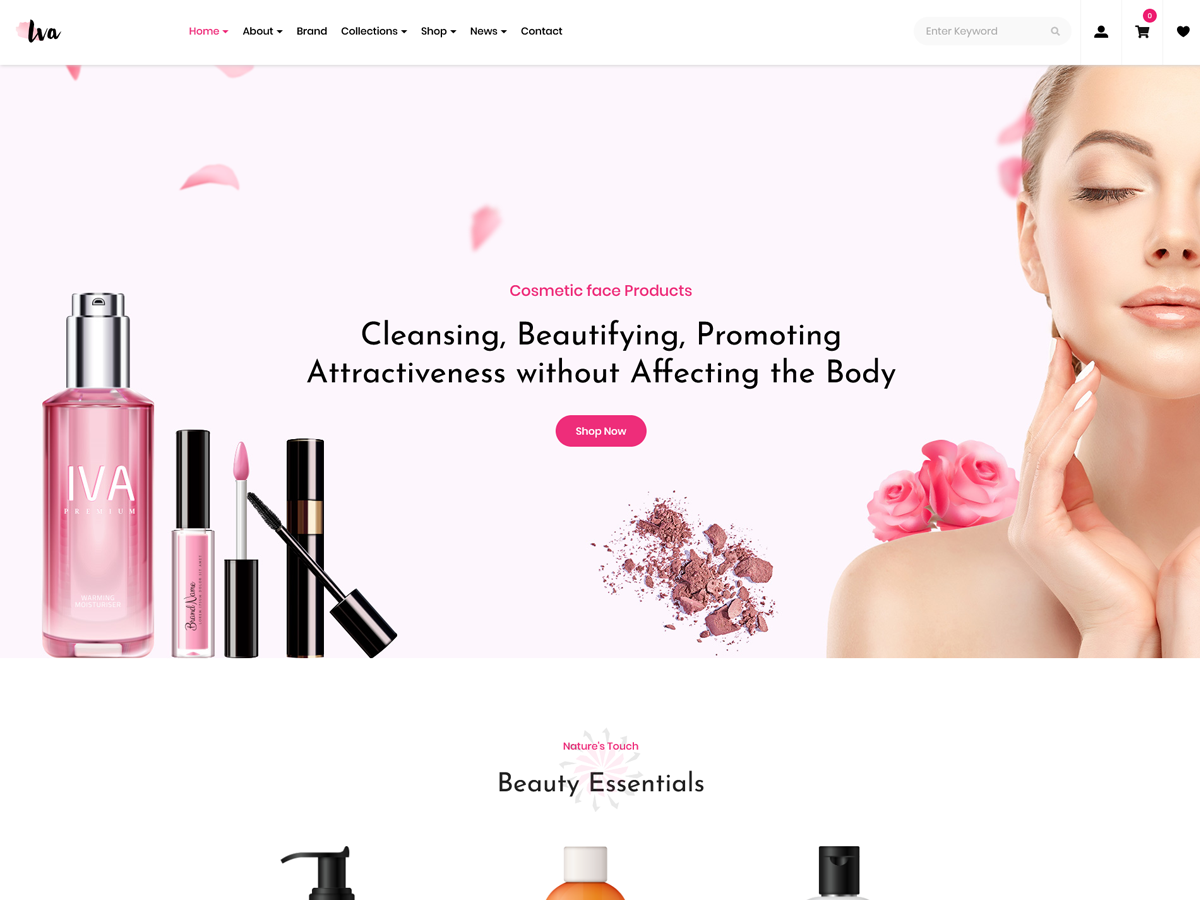 Iva
Home
About
Brand
Collections
Shop
News
Contact
Enter Keyword
0
Cosmetic face Products
Cleansing, Beautifying, Promoting
Attractiveness without Affecting the Body
Shop Now
IVA
PREMIUM
WARMING
MOISTURISER
Brand Name
Nature's Touch
Beauty Essentials